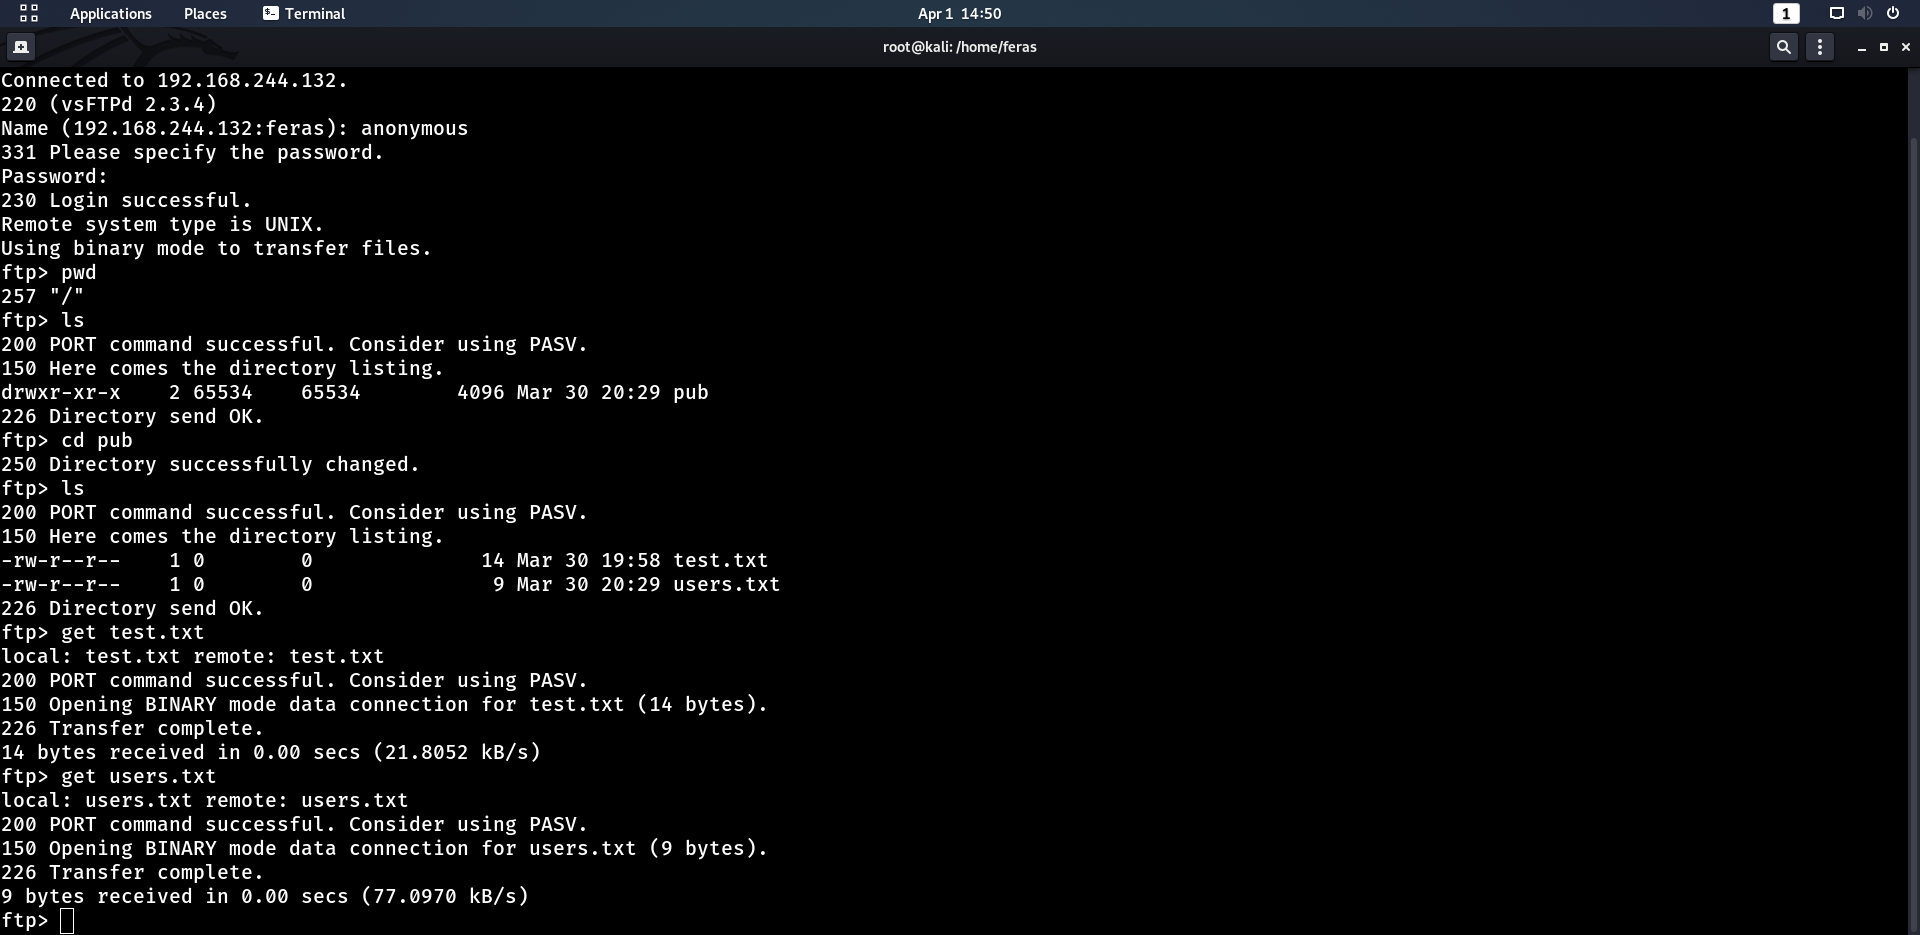 Applications Places Terminal Apr 1 14:50 1
root@kali: /home/feras
Connected to 192.168.244.132.
220 (vsFTPd 2.3.4)
Name (192.168.244.132:feras): anonymous
331 Please specify the password.
Password:
230 Login successful.
Remote system type is UNIX.
Using binary mode to transfer files.
ftp> pwd
257 "/"
ftp> ls
200 PORT command successful. Consider using PASV.
150 Here comes the directory listing.
drwxr-xr-x    2 65534    65534        4096 Mar 30 20:29 pub
226 Directory send OK.
ftp> cd pub
250 Directory successfully changed.
ftp> ls
200 PORT command successful. Consider using PASV.
150 Here comes the directory listing.
-rw-r--r--    1 0        0              14 Mar 30 19:58 test.txt
-rw-r--r--    1 0        0               9 Mar 30 20:29 users.txt
226 Directory send OK.
ftp> get test.txt
local: test.txt remote: test.txt
200 PORT command successful. Consider using PASV.
150 Opening BINARY mode data connection for test.txt (14 bytes).
226 Transfer complete.
14 bytes received in 0.00 secs (21.8052 kB/s)
ftp> get users.txt
local: users.txt remote: users.txt
200 PORT command successful. Consider using PASV.
150 Opening BINARY mode data connection for users.txt (9 bytes).
226 Transfer complete.
9 bytes received in 0.00 secs (77.0970 kB/s)
ftp>